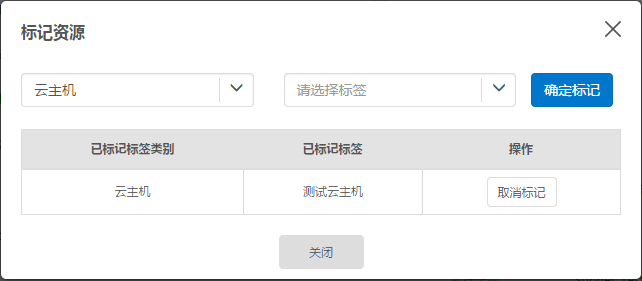 标记资源
云主机 请选择标签 确定标记
已标记标签类别 已标记标签 操作
云主机 测试云主机 取消标记
关闭